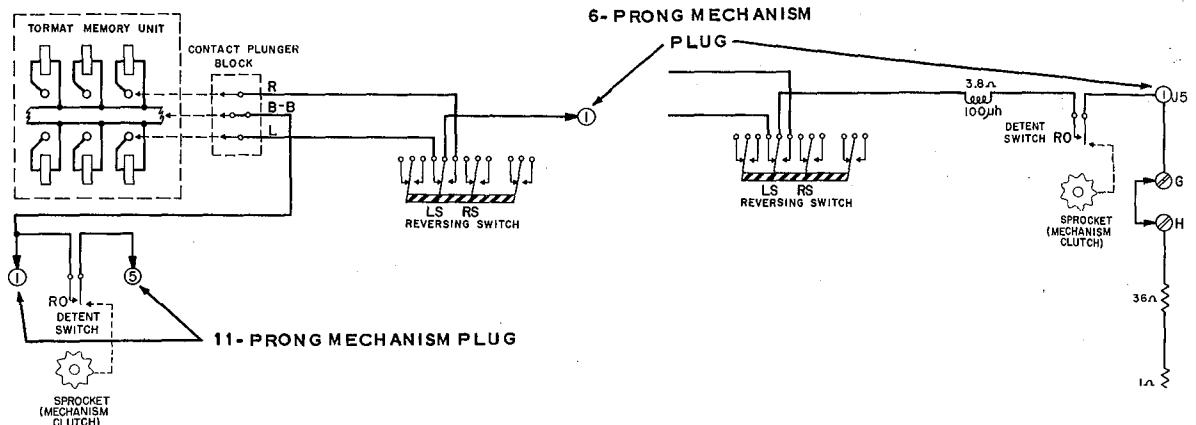 6- PRONG MECHANISM
PLUG
TORMAT MEMORY UNIT
CONTACT PLUNGER
BLOCK
R
B-B
L
1
LS RS
REVERSING SWITCH
1
5
RO
DETENT
SWITCH
11- PRONG MECHANISM PLUG
SPROCKET
(MECHANISM
CLUTCH)
3.8Ω
100μh
1 J5
DETENT
SWITCH
RO
LS RS
REVERSING SWITCH
SPROCKET
(MECHANISM
CLUTCH)
G
H
36Ω
1Ω